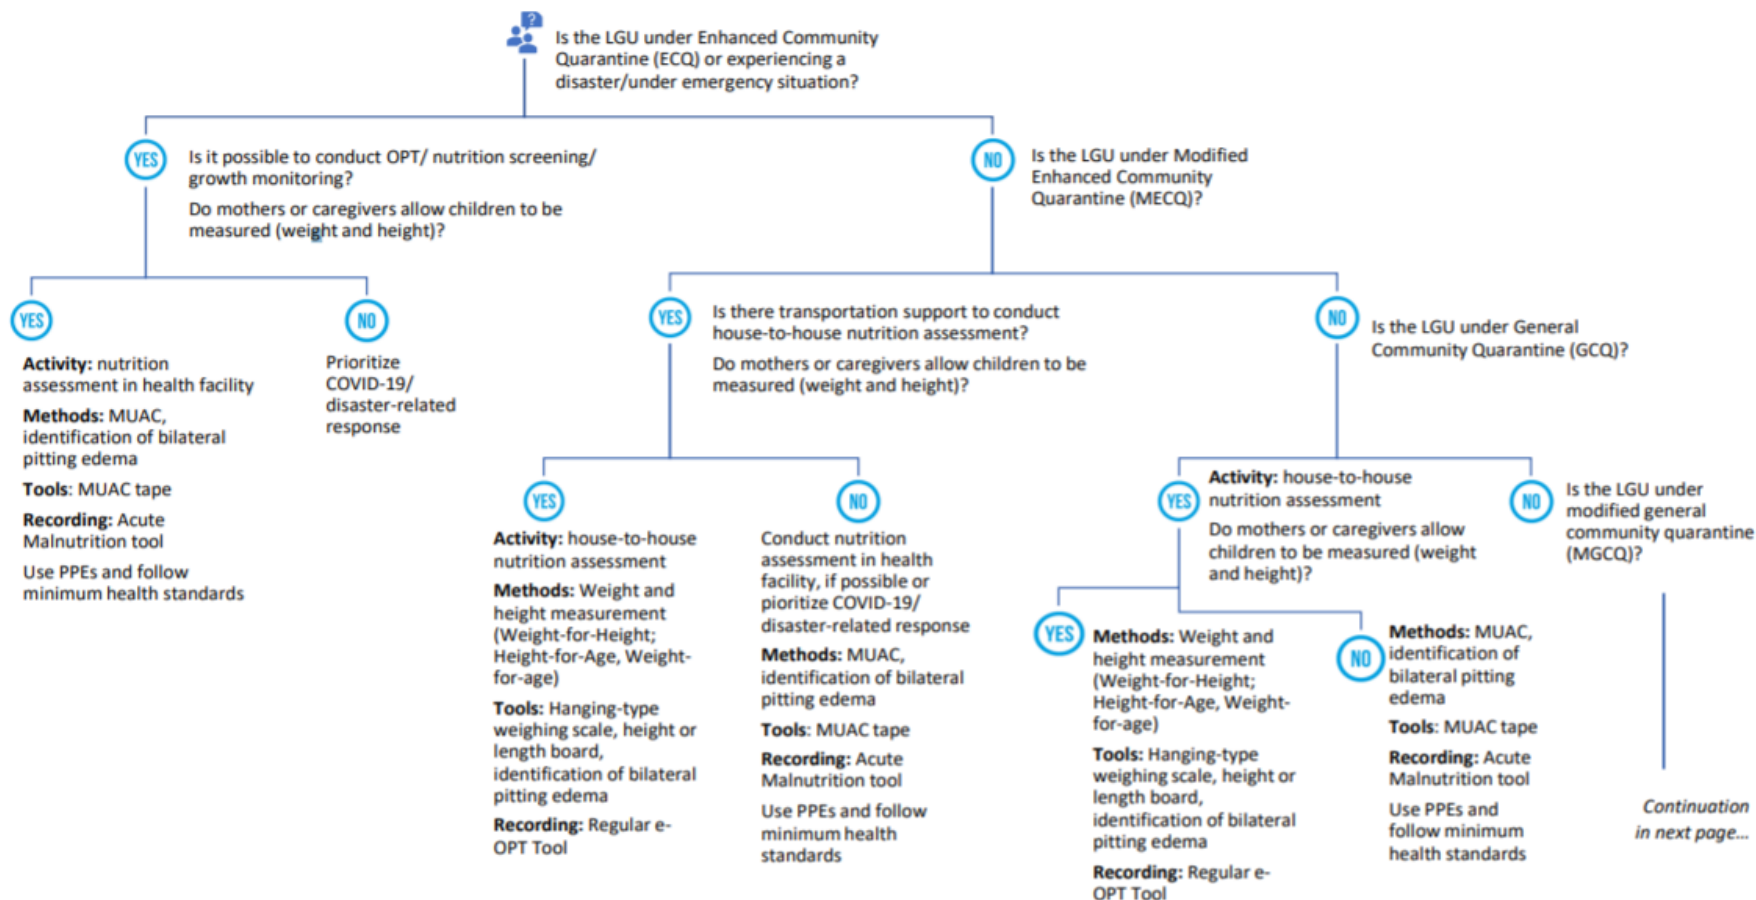 ?
Is the LGU under Enhanced Community
Quarantine (ECQ) or experiencing a
disaster/under emergency situation?
YES
Is it possible to conduct OPT/ nutrition screening/
growth monitoring?
Do mothers or caregivers allow children to be
measured (weight and height)?
NO
Is the LGU under Modified
Enhanced Community
Quarantine (MECQ)?
YES
Activity: nutrition
assessment in health facility
Methods: MUAC,
identification of bilateral
pitting edema
Tools: MUAC tape
Recording: Acute
Malnutrition tool
Use PPEs and follow
minimum health standards
NO
Prioritize
COVID-19/
disaster-related
response
YES
Is there transportation support to conduct
house-to-house nutrition assessment?
Do mothers or caregivers allow children to be
measured (weight and height)?
NO
Is the LGU under General
Community Quarantine (GCQ)?
YES
Activity: house-to-house
nutrition assessment
Methods: Weight and
height measurement
(Weight-for-Height;
Height-for-Age, Weight-
for-age)
Tools: Hanging-type
weighing scale, height or
length board,
identification of bilateral
pitting edema
Recording: Regular e-
OPT Tool
NO
Conduct nutrition
assessment in health
facility, if possible or
pioritize COVID-19/
disaster-related response
Methods: MUAC,
identification of bilateral
pitting edema
Tools: MUAC tape
Recording: Acute
Malnutrition tool
Use PPEs and follow
minimum health
standards
YES
Activity: house-to-house
nutrition assessment
Do mothers or caregivers allow
children to be measured (weight
and height)?
NO
Is the LGU under
modified general
community quarantine
(MGCQ)?
YES
Methods: Weight and
height measurement
(Weight-for-Height;
Height-for-Age, Weight-
for-age)
Tools: Hanging-type
weighing scale, height or
length board,
identification of bilateral
pitting edema
Recording: Regular e-
OPT Tool
NO
Methods: MUAC,
identification of
bilateral pitting
edema
Tools: MUAC tape
Recording: Acute
Malnutrition tool
Use PPEs and
follow minimum
health standards
Continuation
in next page...